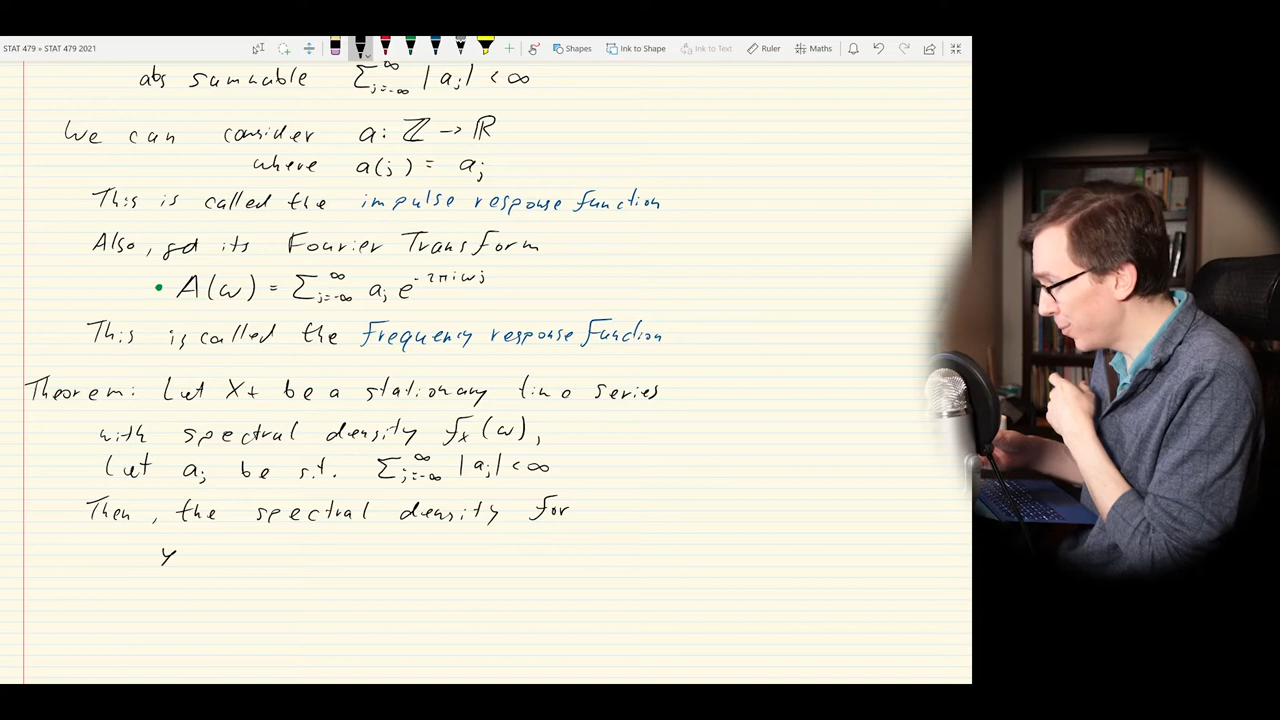 STAT 479 » STAT 479 2021
Shapes Ink to Shape Ink to Text Ruler Maths
abs summable ∑_{j=-∞}^{∞} |a_j| < ∞
We can consider a: ℤ → ℝ
where a(j) = a_j
This is called the impulse response function
Also, get its Fourier Transform
• A(ω) = ∑_{j=-∞}^{∞} a_j e^{-2πiωj}
This is called the frequency response function
Theorem: Let X_t be a stationary time series
with spectral density f_x(ω),
Let a_j be s.t. ∑_{j=-∞}^{∞} |a_j| < ∞
Then, the spectral density for
y